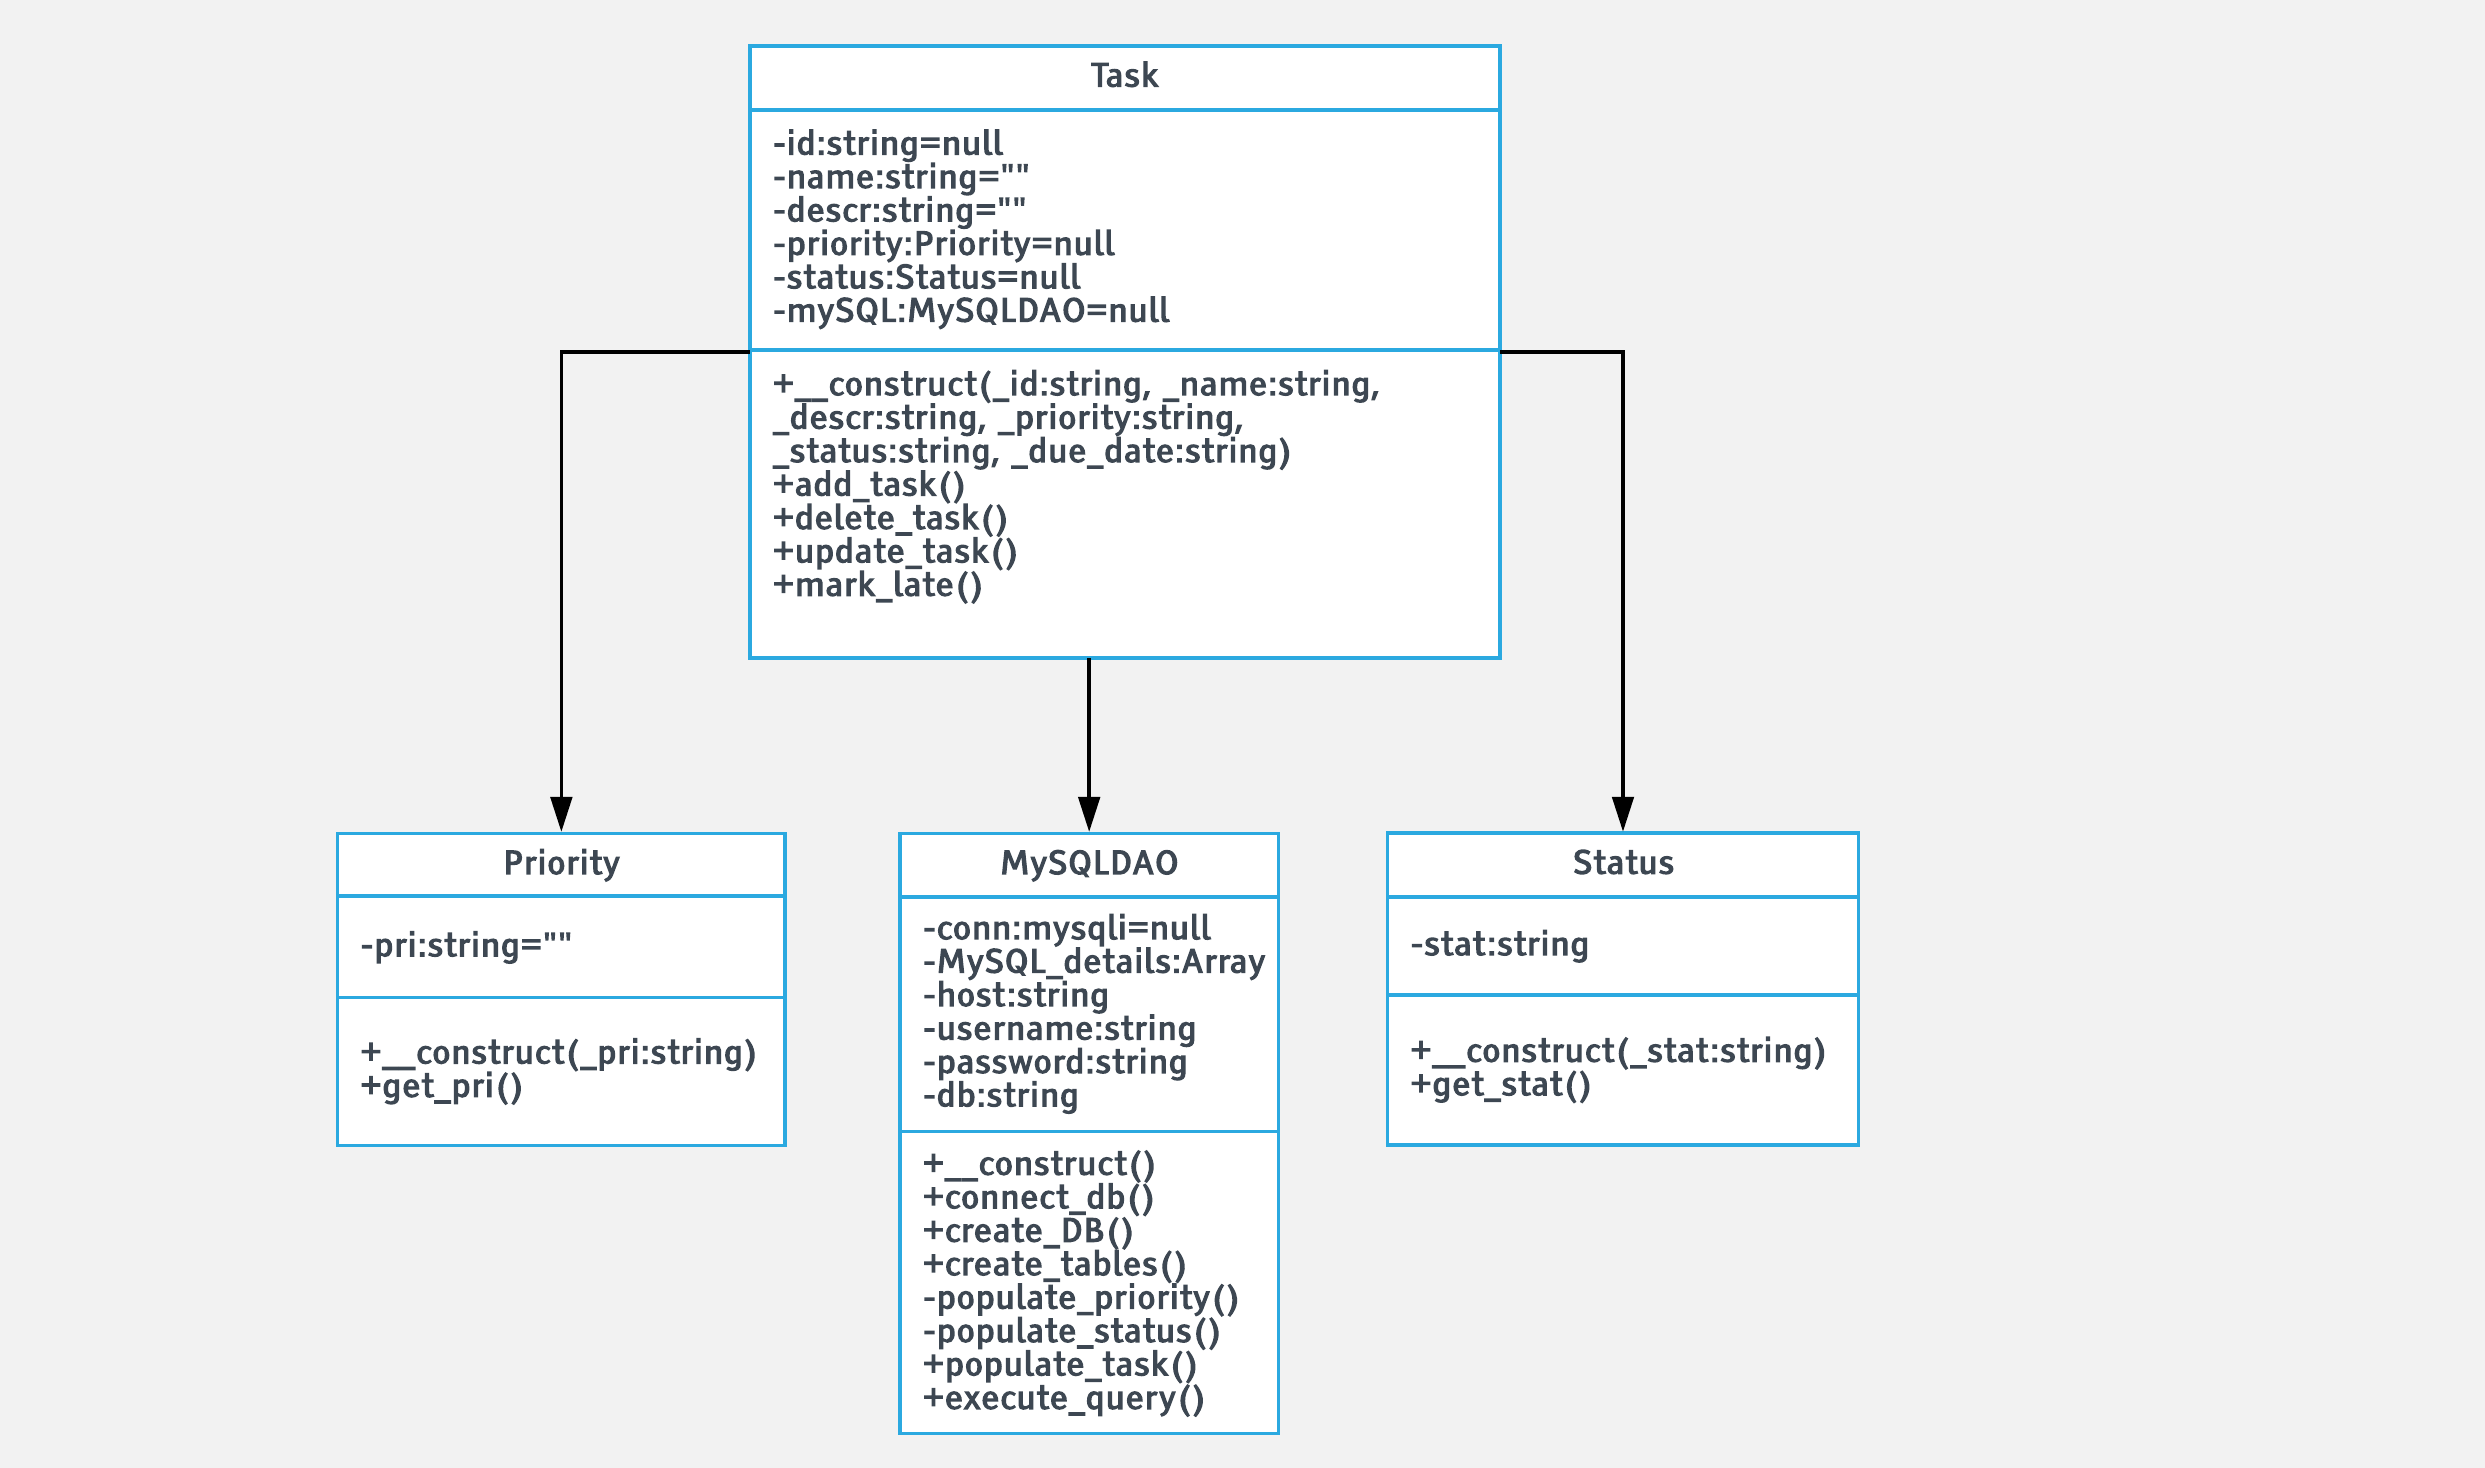 Task
-id:string=null
-name:string=""
-descr:string=""
-priority:Priority=null
-status:Status=null
-mySQL:MySQLDAO=null
+__construct(_id:string, _name:string,
_descr:string, _priority:string,
_status:string, _due_date:string)
+add_task()
+delete_task()
+update_task()
+mark_late()
Priority
-pri:string=""
+__construct(_pri:string)
+get_pri()
MySQLDAO
-conn:mysqli=null
-MySQL_details:Array
-host:string
-username:string
-password:string
-db:string
+__construct()
+connect_db()
+create_DB()
+create_tables()
-populate_priority()
-populate_status()
+populate_task()
+execute_query()
Status
-stat:string
+__construct(_stat:string)
+get_stat()